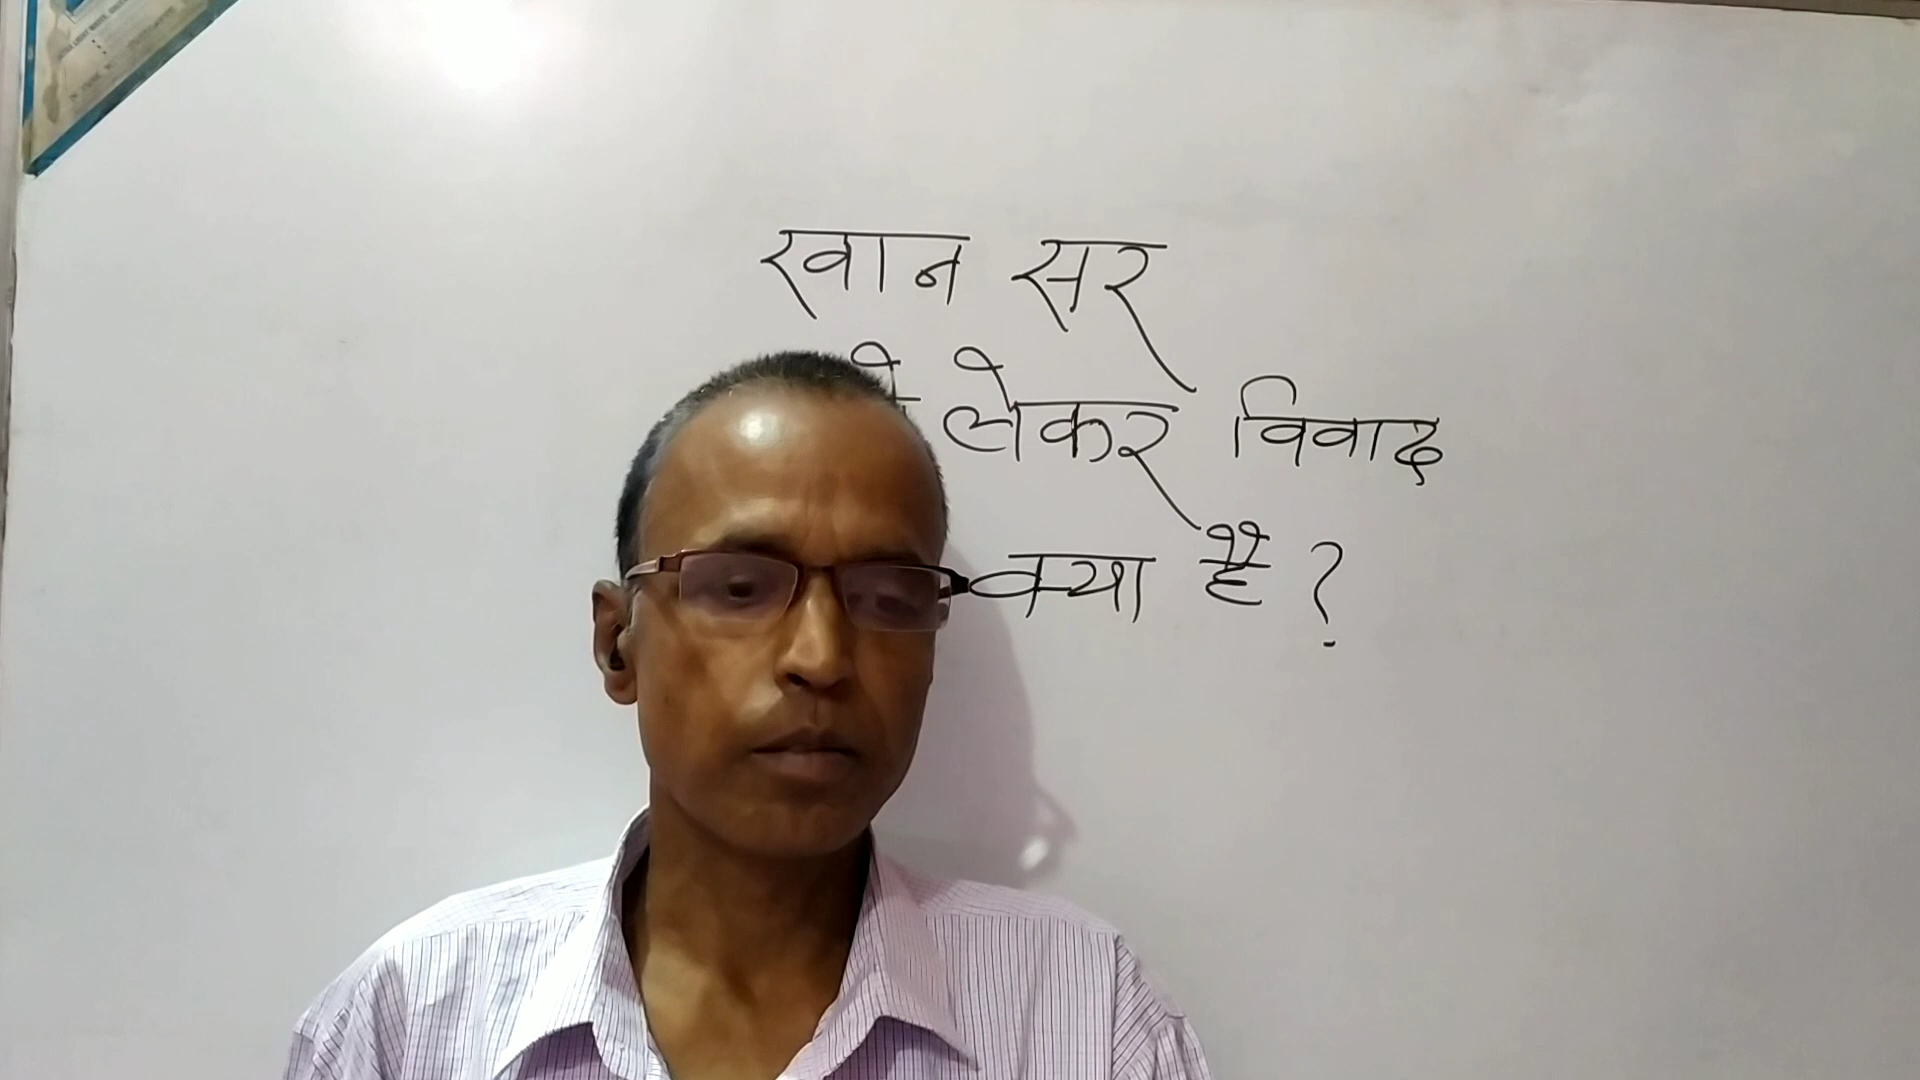 खान सर
लेकर विवाद
क्या है ?